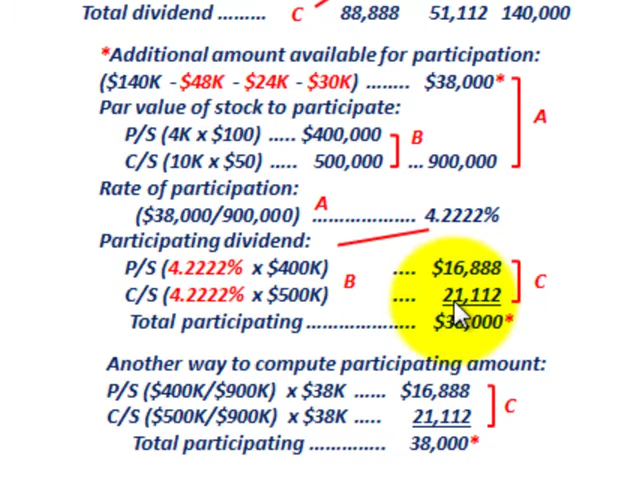 Total dividend ……… C 88,888 51,112 140,000
*Additional amount available for participation:
($140K - $48K - $24K - $30K) …….. $38,000* A
Par value of stock to participate:
P/S (4K x $100) ..... $400,000 B
C/S (10K x $50) ..... 500,000 ... 900,000
Rate of participation:
($38,000/900,000) A ………………... 4.2222%
Participating dividend:
P/S (4.2222% x $400K) B .... $16,888 C
C/S (4.2222% x $500K) .... 21,112
Total participating ………………... $38,000*
Another way to compute participating amount:
P/S ($400K/$900K) x $38K ...... $16,888 C
C/S ($500K/$900K) x $38K ..... 21,112
Total participating ………….. 38,000*